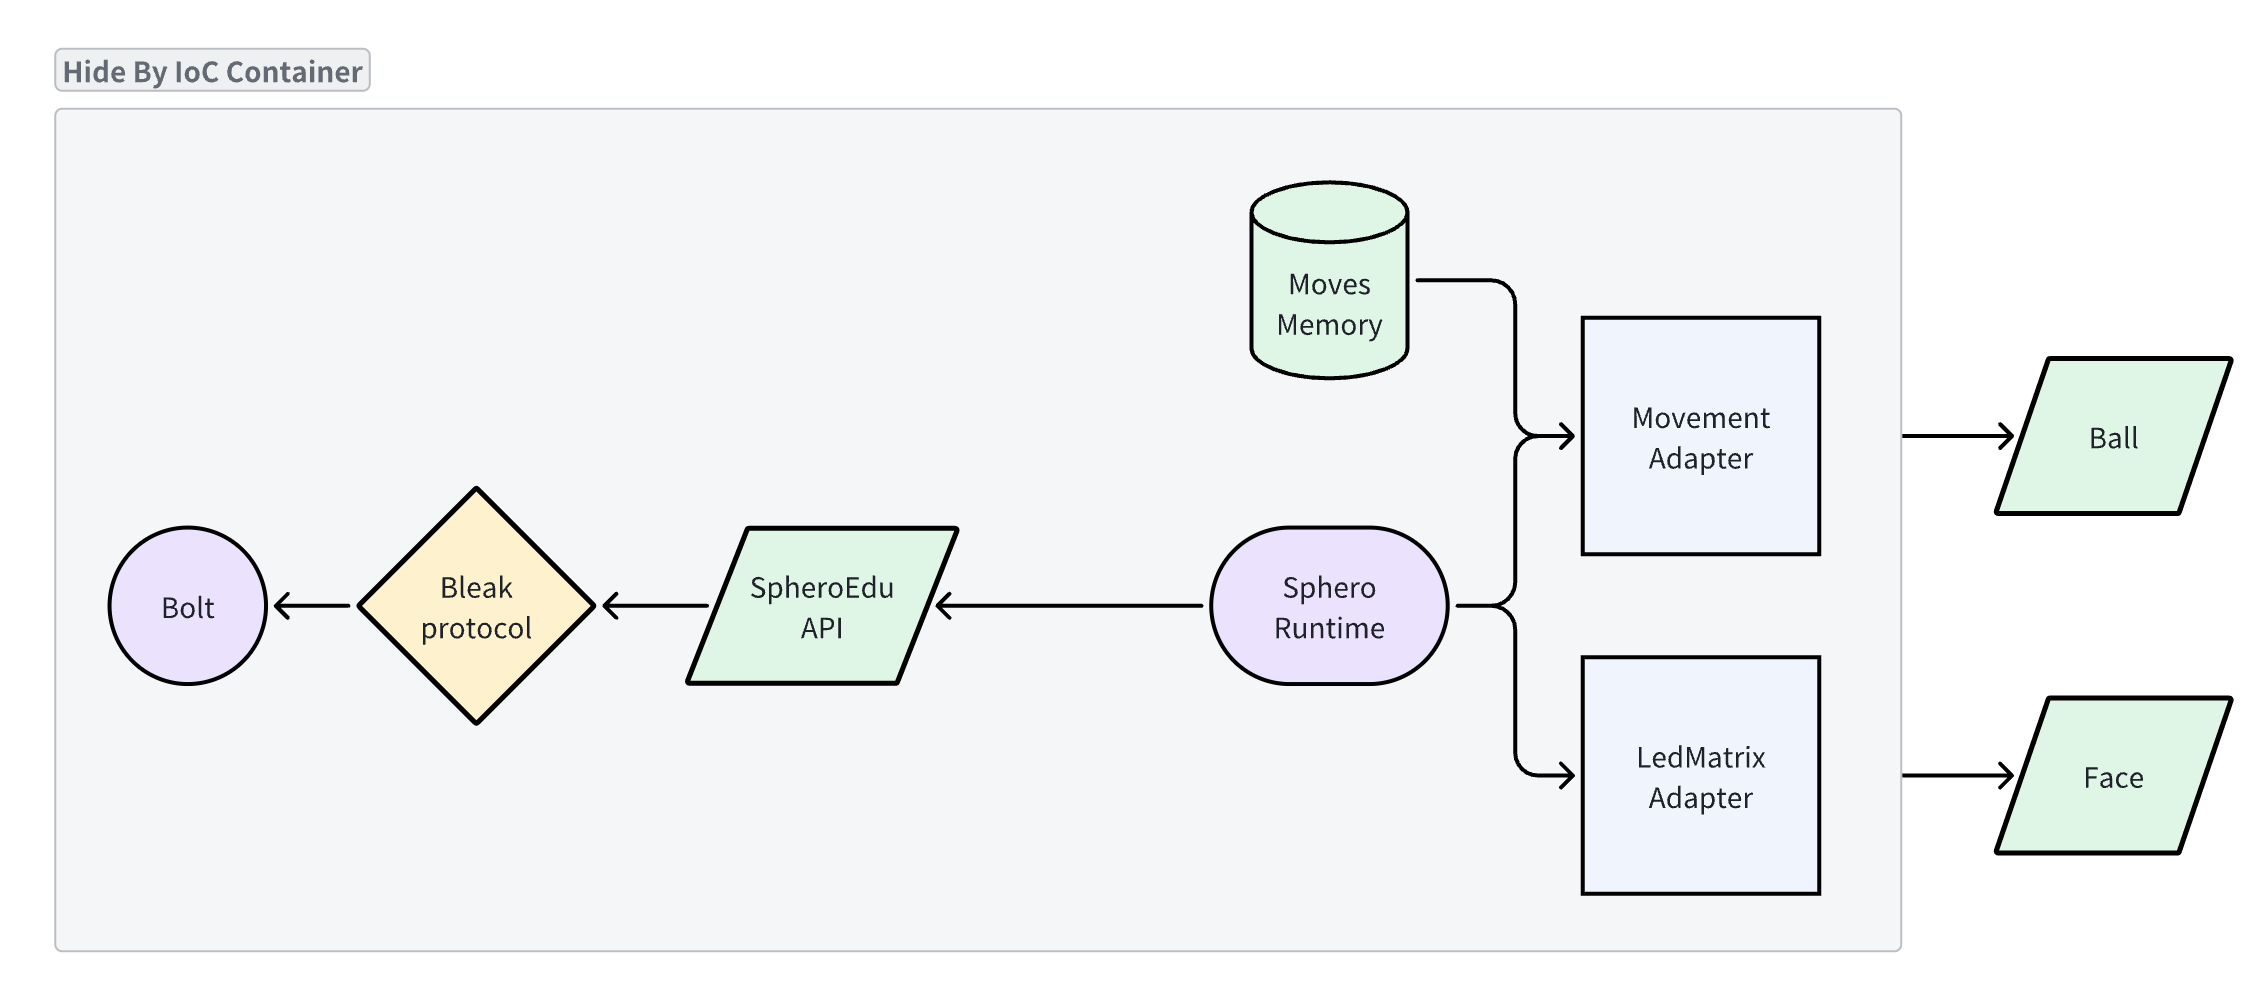 Hide By IoC Container
Moves
Memory
Movement
Adapter
Ball
Bolt
Bleak
protocol
SpheroEdu
API
Sphero
Runtime
LedMatrix
Adapter
Face